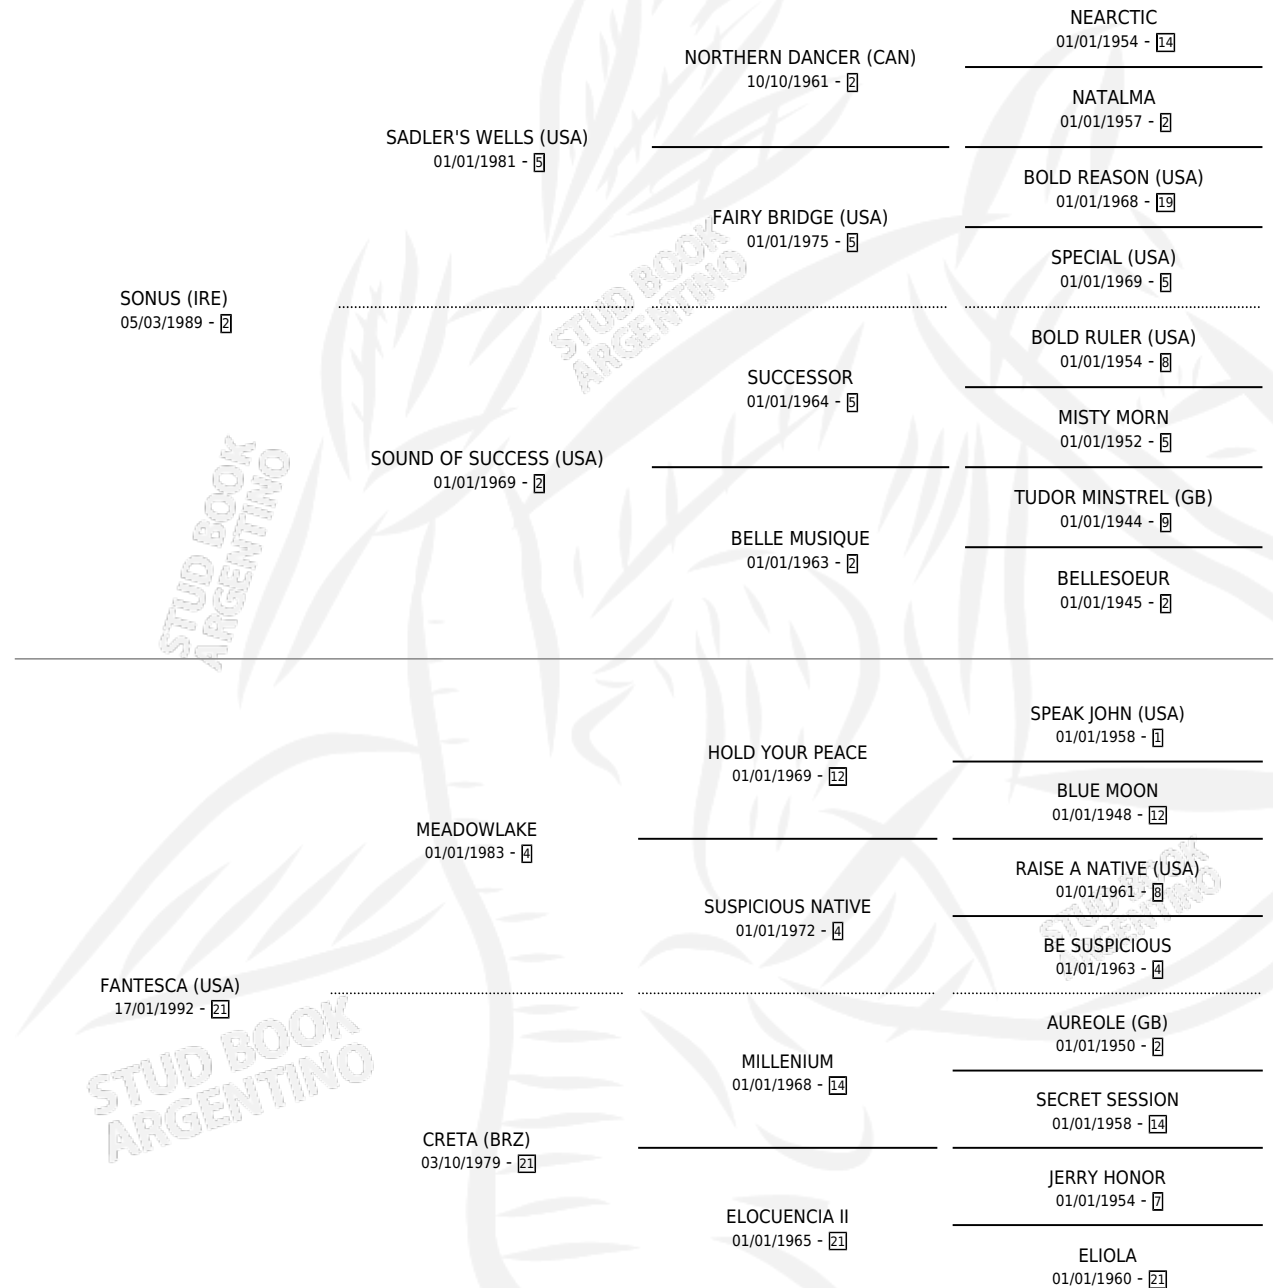 NEARCTIC
01/01/1954 - 14
NORTHERN DANCER (CAN)
10/10/1961 - 2
NATALMA
01/01/1957 - 2
SADLER'S WELLS (USA)
01/01/1981 - 5
BOLD REASON (USA)
01/01/1968 - 19
FAIRY BRIDGE (USA)
01/01/1975 - 5
SPECIAL (USA)
01/01/1969 - 5
SONUS (IRE)
05/03/1989 - 2
STUD BOOK
ARGENTINO
BOLD RULER (USA)
01/01/1954 - 8
SUCCESSOR
01/01/1964 - 5
MISTY MORN
01/01/1952 - 5
SOUND OF SUCCESS (USA)
01/01/1969 - 2
TUDOR MINSTREL (GB)
01/01/1944 - 9
BELLE MUSIQUE
01/01/1963 - 2
BELLESOEUR
01/01/1945 - 2
STUD BOOK
ARGENTINO
SPEAK JOHN (USA)
01/01/1958 - 1
HOLD YOUR PEACE
01/01/1969 - 12
BLUE MOON
01/01/1948 - 12
MEADOWLAKE
01/01/1983 - 4
RAISE A NATIVE (USA)
01/01/1961 - 8
SUSPICIOUS NATIVE
01/01/1972 - 4
BE SUSPICIOUS
01/01/1963 - 4
STUD BOOK
ARGENTINO
FANTESCA (USA)
17/01/1992 - 21
AUREOLE (GB)
01/01/1950 - 2
MILLENIUM
01/01/1968 - 14
SECRET SESSION
01/01/1958 - 14
STUD BOOK
ARGENTINO
CRETA (BRZ)
03/10/1979 - 21
JERRY HONOR
01/01/1954 - 7
ELOCUENCIA II
01/01/1965 - 21
ELIOLA
01/01/1960 - 21